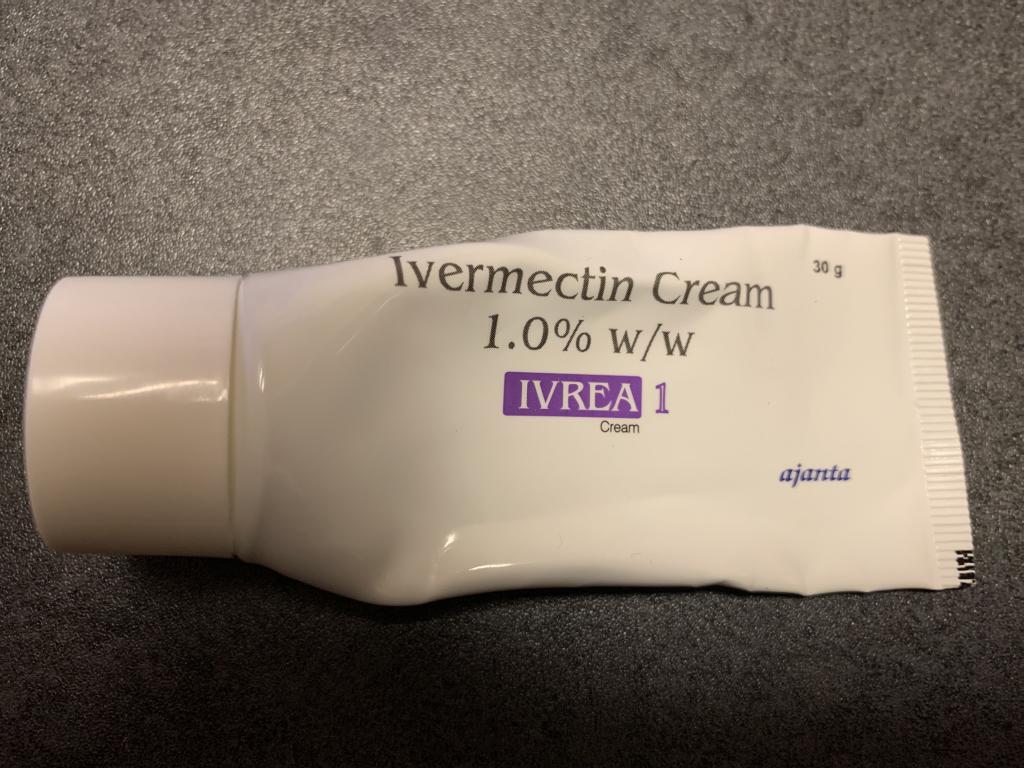 Ivermectin Cream
30 g
1.0% w/w
IVREA 1
Cream
ajanta